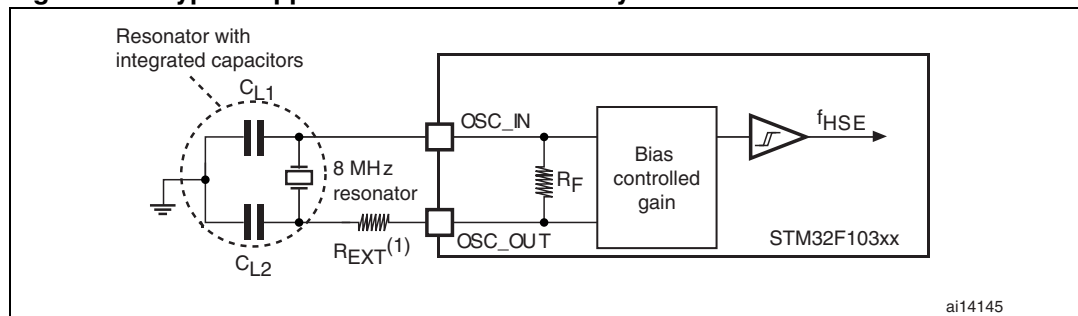 Resonator with
integrated capacitors
CL1
OSC_IN
fHSE
8 MHz
resonator
RF
Bias
controlled
gain
OSC_OUT
STM32F103xx
REXT(1)
CL2
ai14145